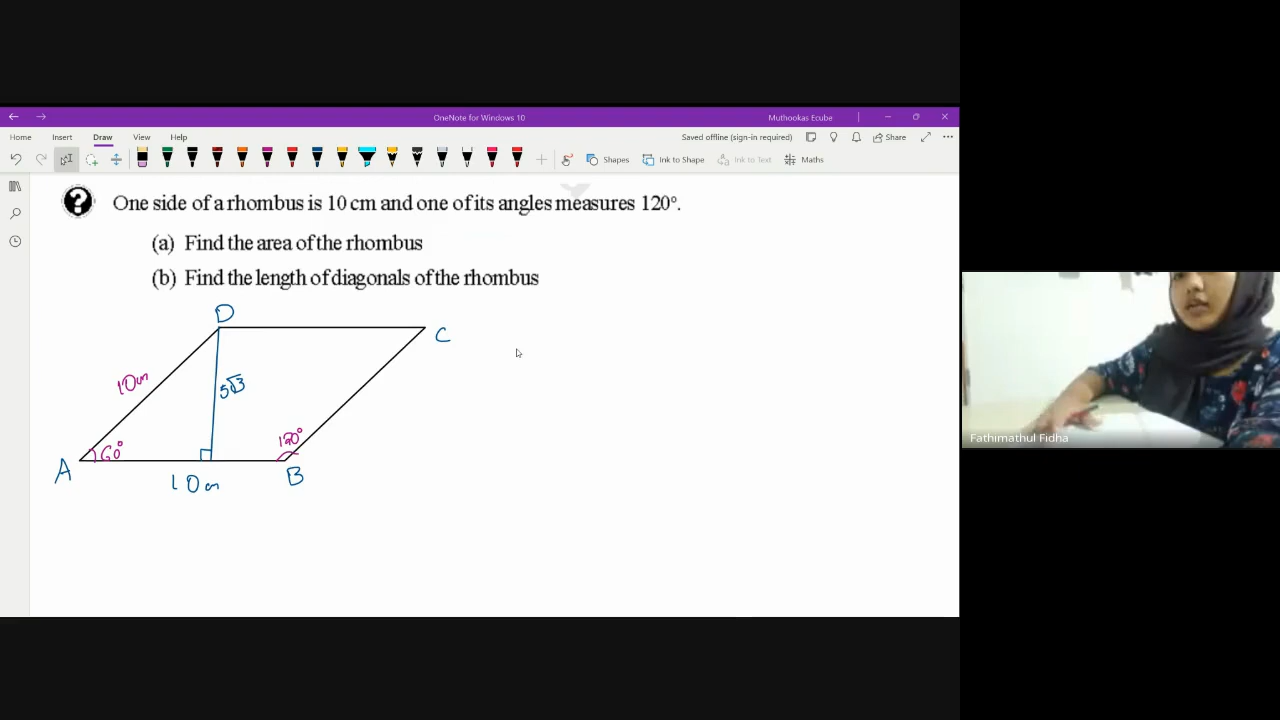 OneNote for Windows 10
Muthookas Ecube
Home Insert Draw View Help
Saved offline (sign-in required)
Share
Shapes
Ink to Shape
Ink to Text
Maths
? One side of a rhombus is 10 cm and one of its angles measures 120°.
(a) Find the area of the rhombus
(b) Find the length of diagonals of the rhombus
D
C
10cm
5√3
60°
120°
A
B
10cm
Fathimathul Fidha